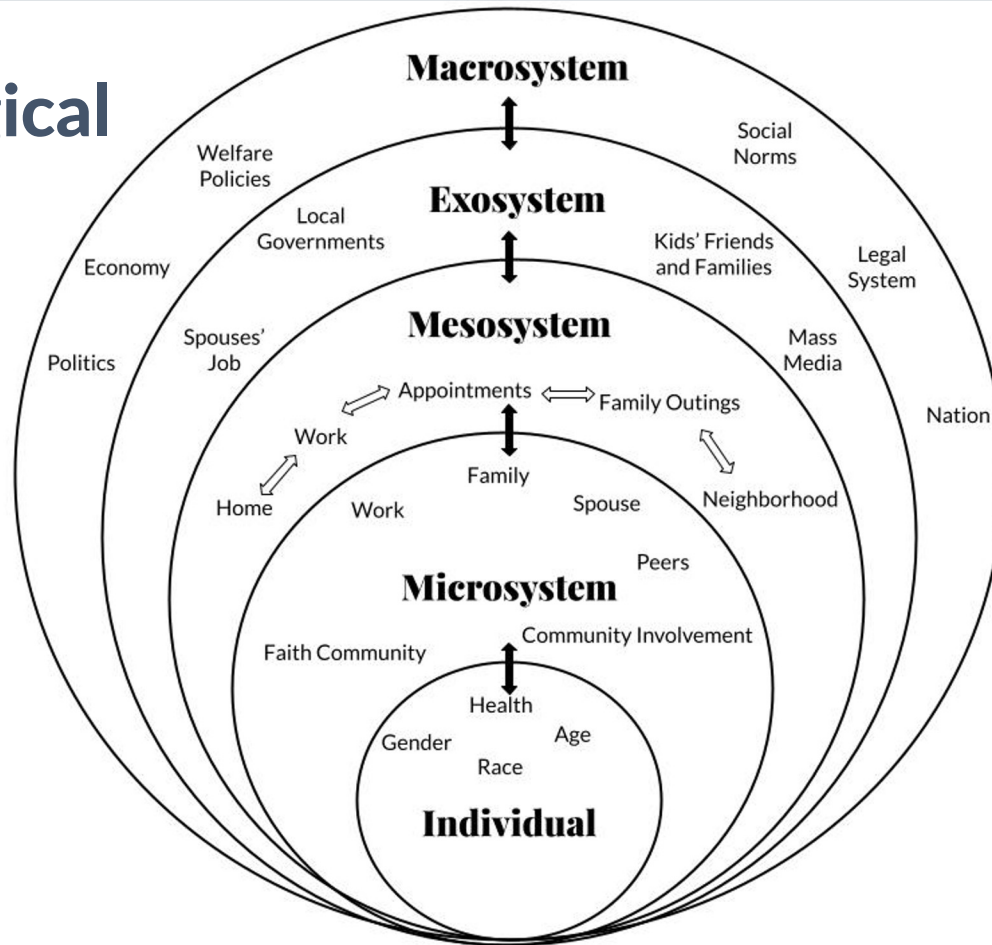 ical
Macrosystem
Welfare
Policies
Social
Norms
Economy
Legal
System
Politics
Nation
Exosystem
Local
Governments
Kids’ Friends
and Families
Spouses’
Job
Mass
Media
Mesosystem
Appointments
Family Outings
Work
Home
Neighborhood
Family
Work
Spouse
Peers
Microsystem
Community Involvement
Faith Community
Health
Gender
Age
Race
Individual